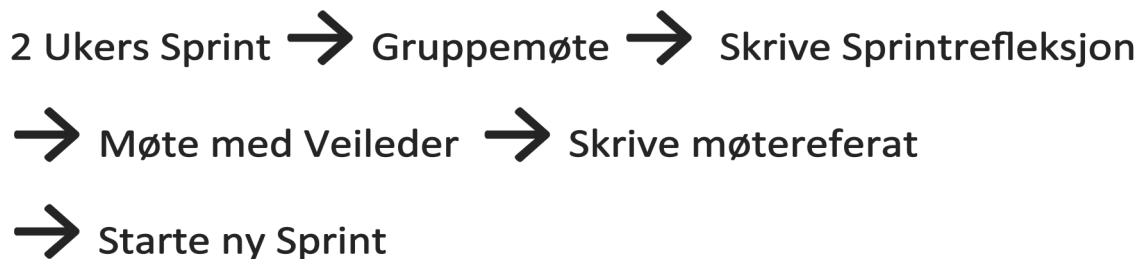 2 Ukers Sprint → Gruppemøte → Skrive Sprintrefleksjon
→ Møte med Veileder → Skrive møtereferat
→ Starte ny Sprint